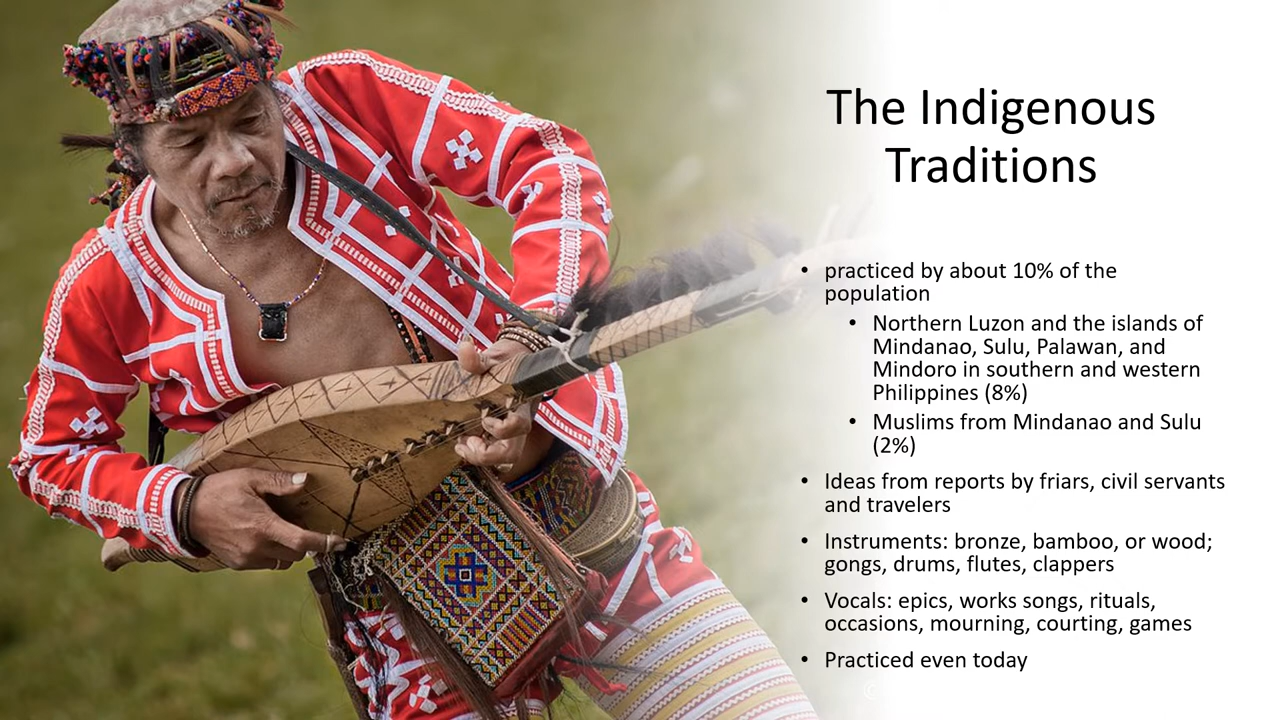 The Indigenous
Traditions
• practiced by about 10% of the
population
• Northern Luzon and the islands of
Mindanao, Sulu, Palawan, and
Mindoro in southern and western
Philippines (8%)
• Muslims from Mindanao and Sulu
(2%)
• Ideas from reports by friars, civil servants
and travelers
• Instruments: bronze, bamboo, or wood;
gongs, drums, flutes, clappers
• Vocals: epics, works songs, rituals,
occasions, mourning, courting, games
• Practiced even today
©